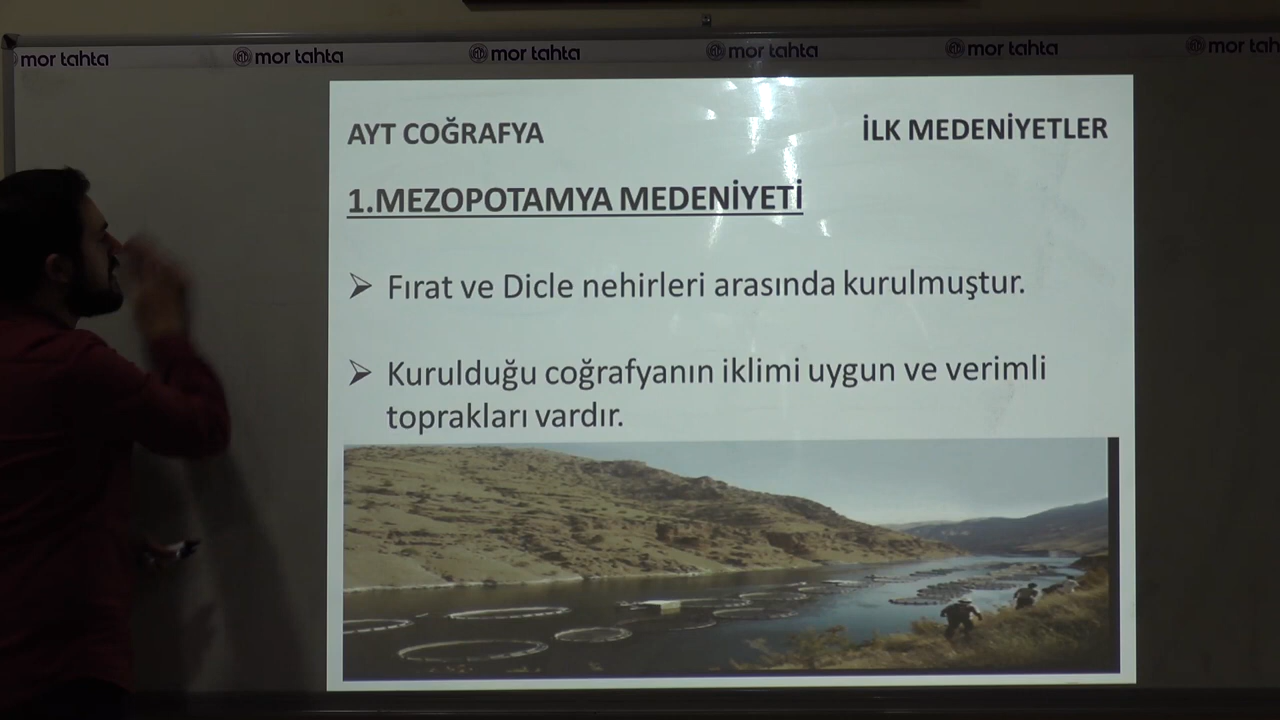 mor tahta mor tahta mor tahta mor tahta mor tahta mor tah
AYT COĞRAFYA İLK MEDENİYETLER
1.MEZOPOTAMYA MEDENİYETİ
Fırat ve Dicle nehirleri arasında kurulmuştur.
Kurulduğu coğrafyanın iklimi uygun ve verimli
toprakları vardır.